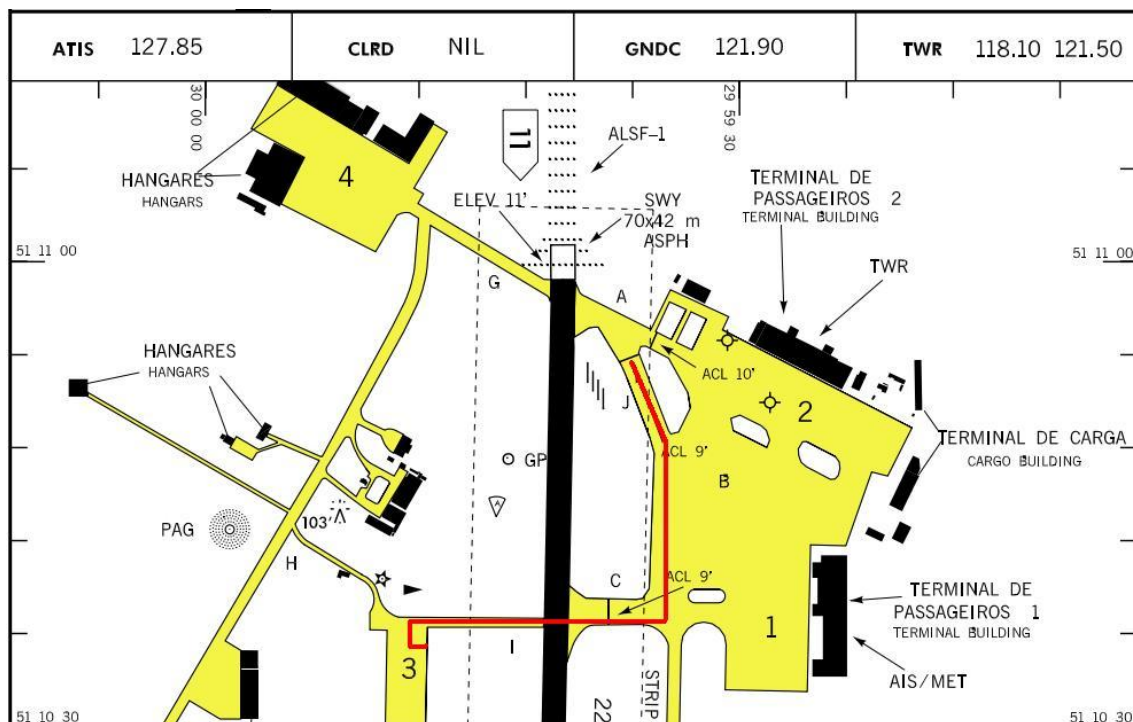 ATIS 127.85
CLRD NIL
GNDC 121.90
TWR 118.10 121.50
30 00 00
29 59 30
11
ALSF-1
HANGARES
HANGARS
4
ELEV 11'
SWY
70x42 m
ASPH
TERMINAL DE
PASSAGEIROS 2
TERMINAL BUILDING
51 11 00
51 11 00
TWR
G
A
HANGARES
HANGARS
ACL 10'
J
2
ACL 9'
TERMINAL DE CARGA
CARGO BUILDING
GP
B
A
PAG
103'
H
C
ACL 9'
TERMINAL DE
PASSAGEIROS 1
TERMINAL BUILDING
1
I
3
AIS/MET
STRIP
22
51 10 30
51 10 30